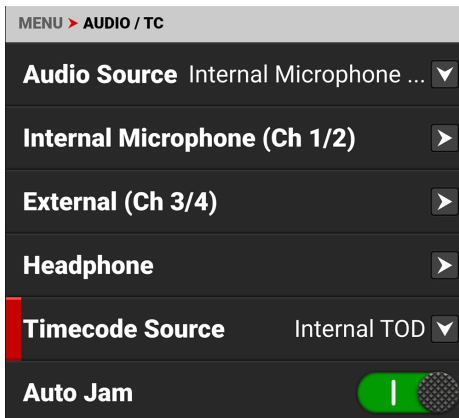 MENU > AUDIO / TC
Audio Source Internal Microphone ...
Internal Microphone (Ch 1/2)
External (Ch 3/4)
Headphone
Timecode Source Internal TOD
Auto Jam